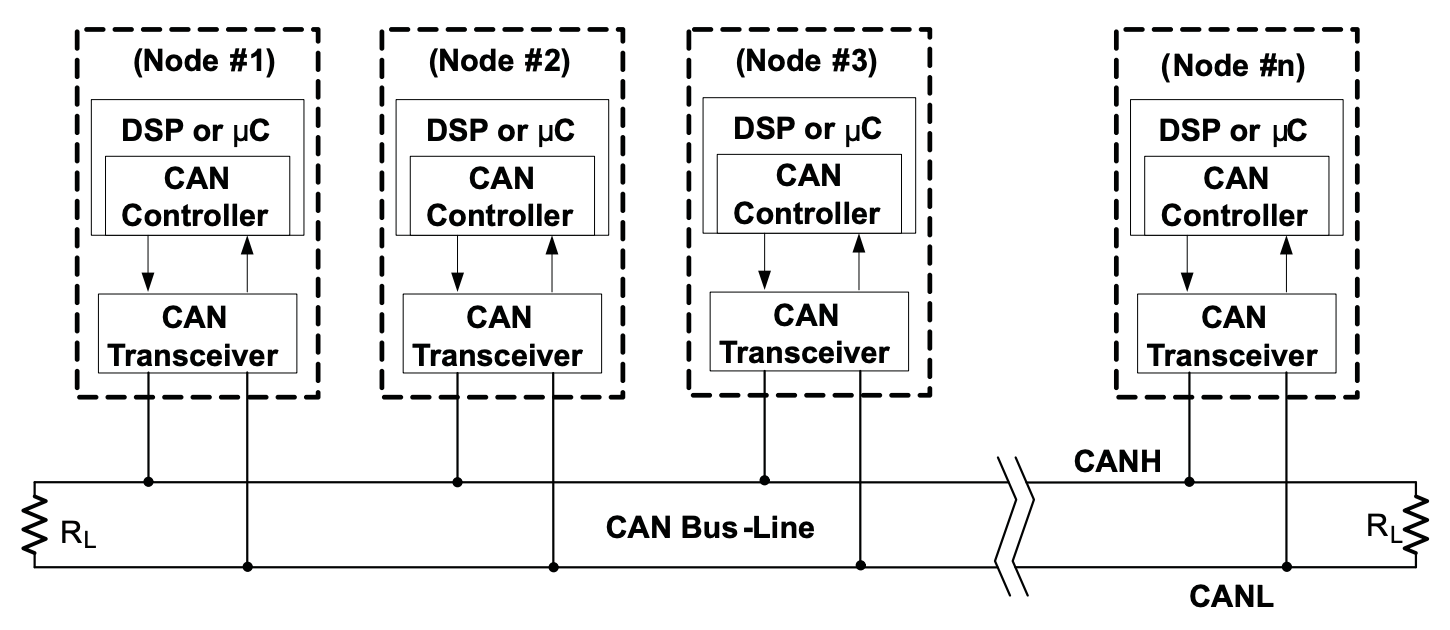 (Node #1)
DSP or µC
CAN
Controller
CAN
Transceiver
(Node #2)
DSP or µC
CAN
Controller
CAN
Transceiver
(Node #3)
DSP or µC
CAN
Controller
CAN
Transceiver
(Node #n)
DSP or µC
CAN
Controller
CAN
Transceiver
CANH
RL
CAN Bus-Line
RL
CANL